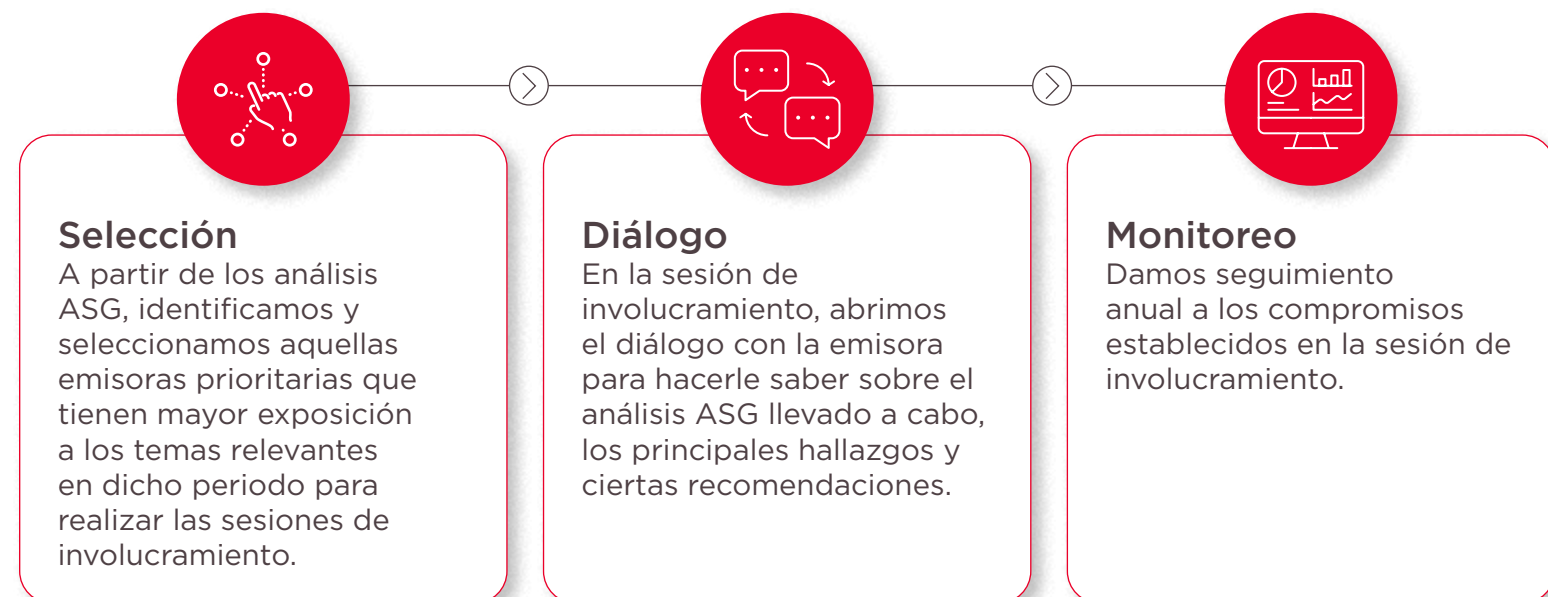 Selección
A partir de los análisis
ASG, identificamos y
seleccionamos aquellas
emisoras prioritarias que
tienen mayor exposición
a los temas relevantes
en dicho periodo para
realizar las sesiones de
involucramiento.
Diálogo
En la sesión de
involucramiento, abrimos
el diálogo con la emisora
para hacerle saber sobre el
análisis ASG llevado a cabo,
los principales hallazgos y
ciertas recomendaciones.
Monitoreo
Damos seguimiento
anual a los compromisos
establecidos en la sesión de
involucramiento.